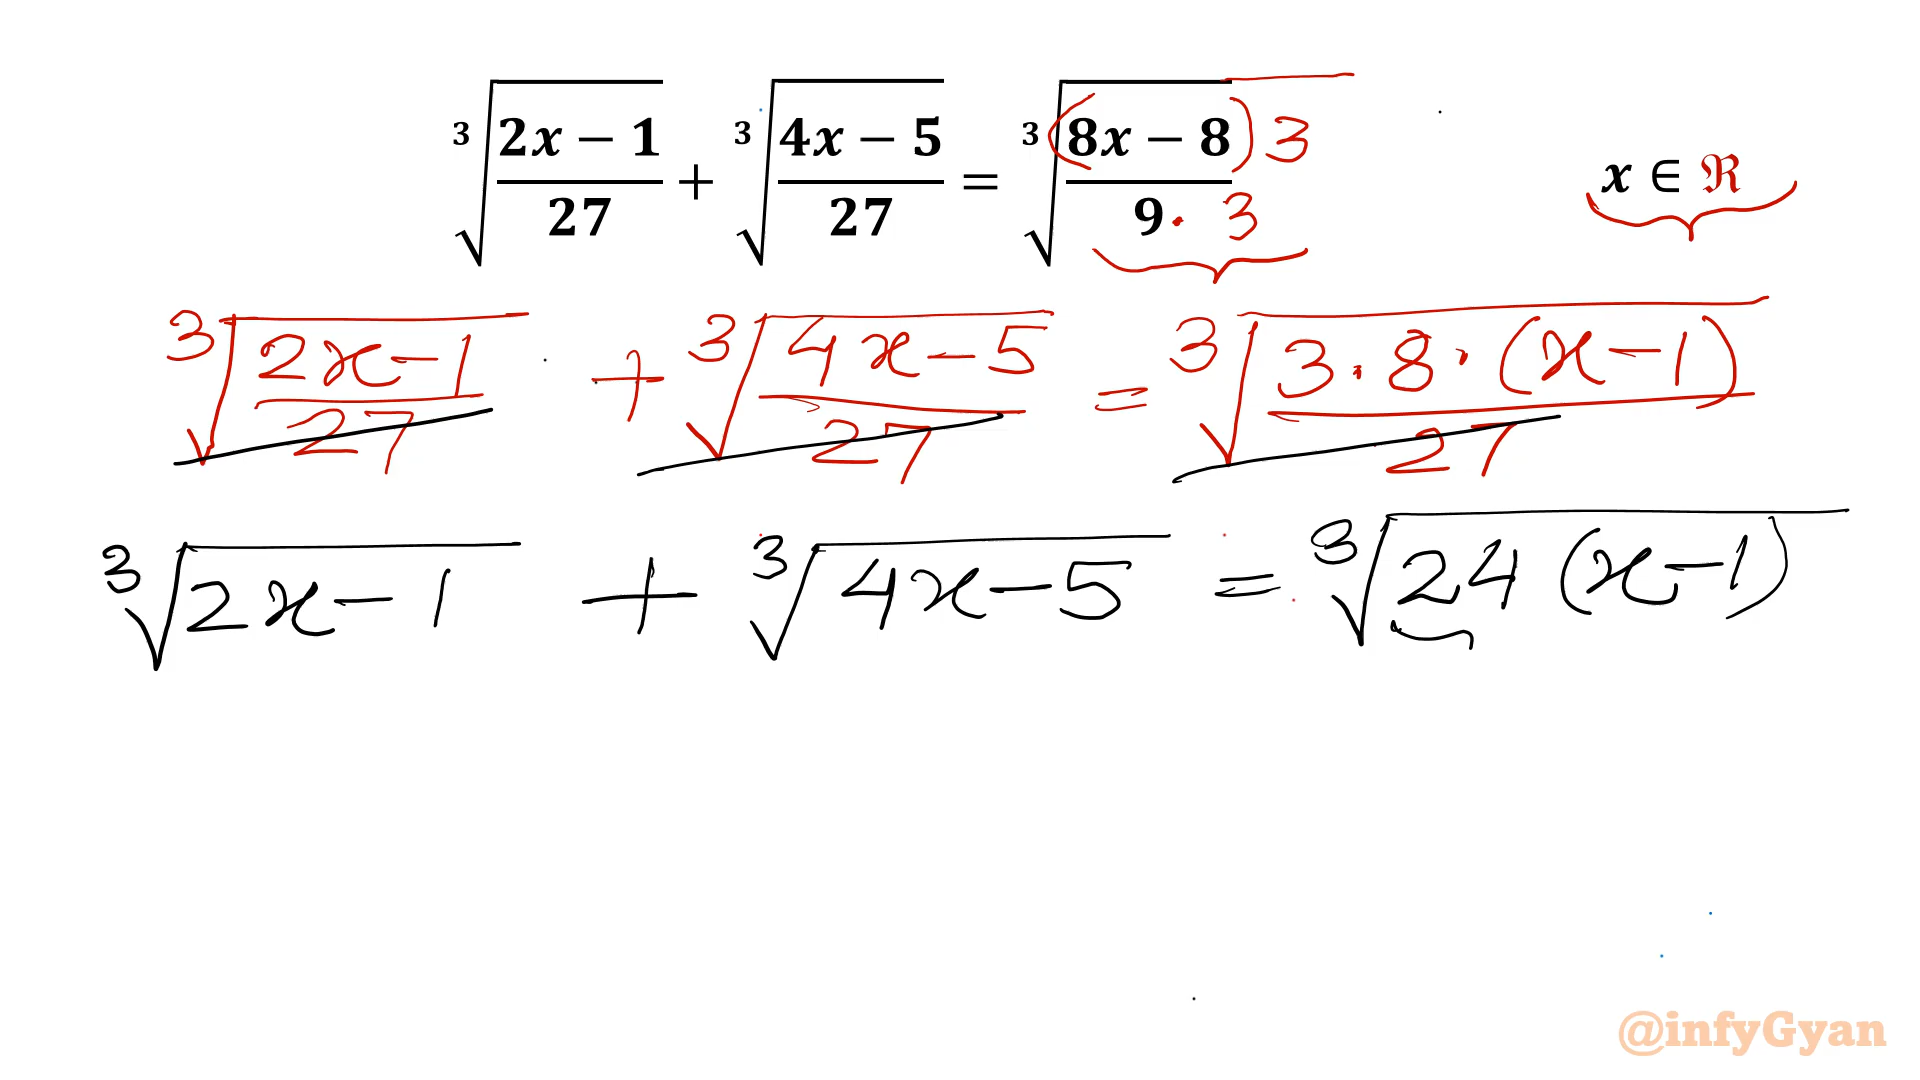 ∛((2x − 1)/27) + ∛((4x − 5)/27) = ∛((8x − 8)3/(9 · 3))    x ∈ ℜ
∛((2x − 1)/27) + ∛((4x − 5)/27) = ∛((3 · 8 · (x − 1))/27)
∛(2x − 1) + ∛(4x − 5) = ∛(24 (x − 1))
@infyGyan